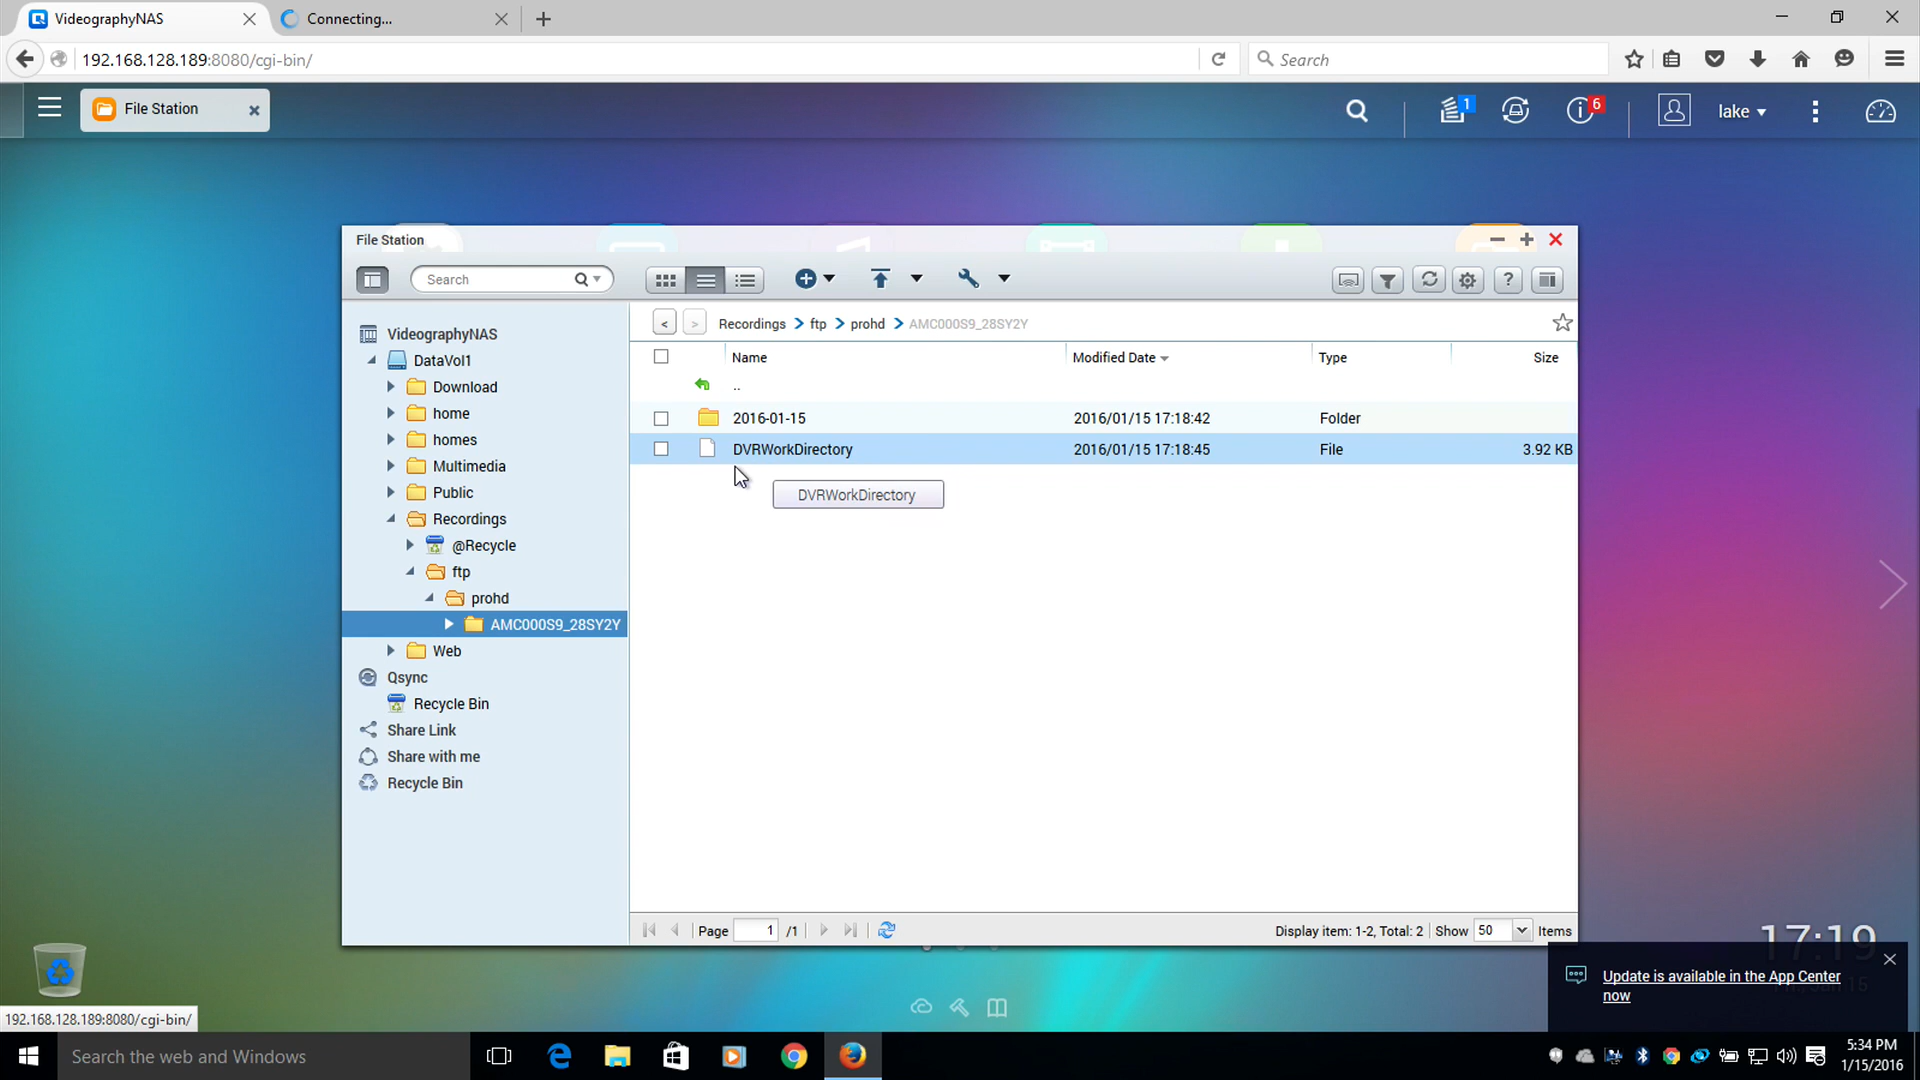 VideographyNAS
Connecting...
192.168.128.189:8080/cgi-bin/
Search
File Station
1
6
lake
File Station
Search
Recordings > ftp > prohd > AMC000S9_28SY2Y
Name Modified Date Type Size
..
2016-01-15 2016/01/15 17:18:42 Folder
DVRWorkDirectory 2016/01/15 17:18:45 File 3.92 KB
DVRWorkDirectory
VideographyNAS
DataVol1
Download
home
homes
Multimedia
Public
Recordings
@Recycle
ftp
prohd
AMC000S9_28SY2Y
Web
Qsync
Recycle Bin
Share Link
Share with me
Recycle Bin
Page 1 /1
Display item: 1-2, Total: 2 Show 50 Items
17:19
Update is available in the App Center
now
192.168.128.189:8080/cgi-bin/
Search the web and Windows
5:34 PM
1/15/2016